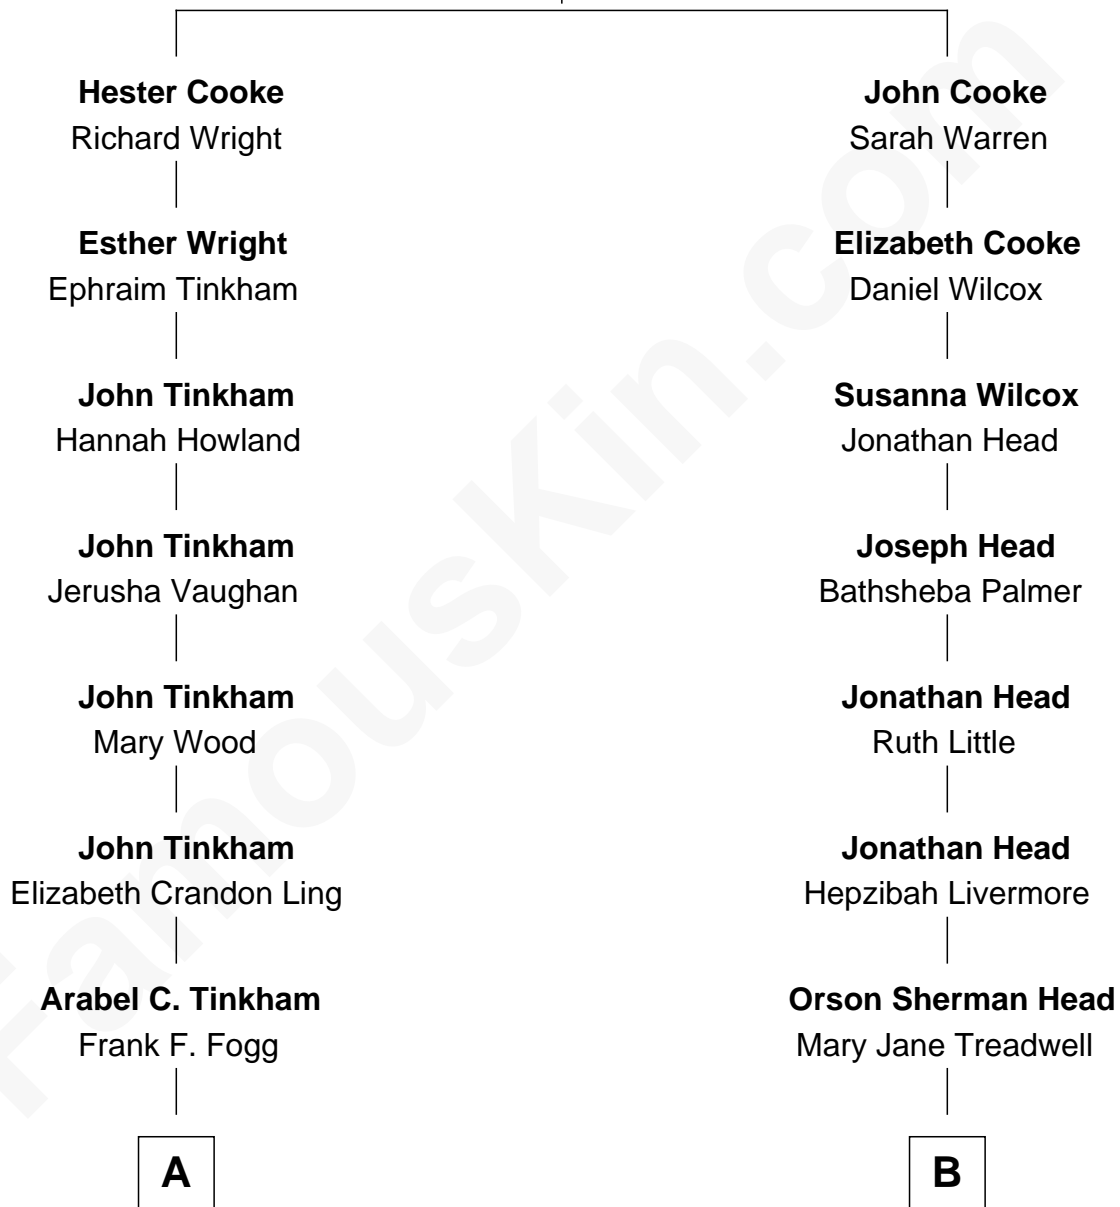 Hester Cooke
Richard Wright
Esther Wright
Ephraim Tinkham
John Tinkham
Hannah Howland
John Tinkham
Jerusha Vaughan
John Tinkham
Mary Wood
John Tinkham
Elizabeth Crandon Ling
Arabel C. Tinkham
Frank F. Fogg
A
John Cooke
Sarah Warren
Elizabeth Cooke
Daniel Wilcox
Susanna Wilcox
Jonathan Head
Joseph Head
Bathsheba Palmer
Jonathan Head
Ruth Little
Jonathan Head
Hepzibah Livermore
Orson Sherman Head
Mary Jane Treadwell
B
FamousKin.com